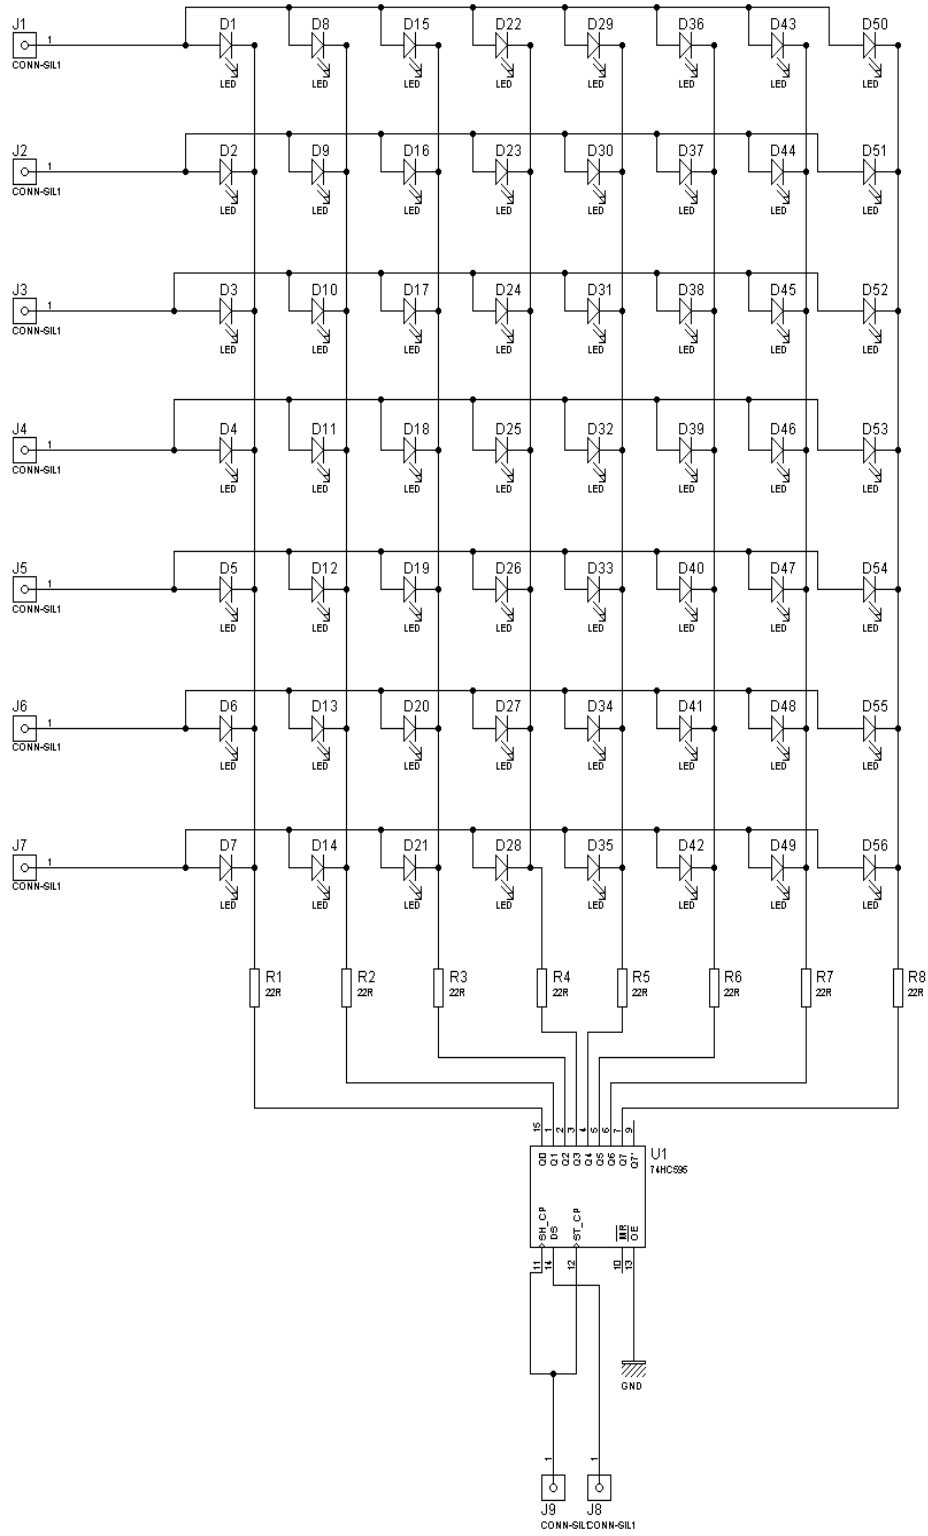 J1 1 D1 D8 D15 D22 D29 D36 D43 D50
CONN-SIL1 LED LED LED LED LED LED LED LED
J2 1 D2 D9 D16 D23 D30 D37 D44 D51
CONN-SIL1 LED LED LED LED LED LED LED LED
J3 1 D3 D10 D17 D24 D31 D38 D45 D52
CONN-SIL1 LED LED LED LED LED LED LED LED
J4 1 D4 D11 D18 D25 D32 D39 D46 D53
CONN-SIL1 LED LED LED LED LED LED LED LED
J5 1 D5 D12 D19 D26 D33 D40 D47 D54
CONN-SIL1 LED LED LED LED LED LED LED LED
J6 1 D6 D13 D20 D27 D34 D41 D48 D55
CONN-SIL1 LED LED LED LED LED LED LED LED
J7 1 D7 D14 D21 D28 D35 D42 D49 D56
CONN-SIL1 LED LED LED LED LED LED LED LED
R1 R2 R3 R4 R5 R6 R7 R8
22R 22R 22R 22R 22R 22R 22R 22R
15 1 2 3 4 5 6 7 9
Q0 Q1 Q2 Q3 Q4 Q5 Q6 Q7 Q7'
U1
74HC595
SH_CP DS ST_CP MR OE
11 14 12 10 13
GND
1 1
J9 J8
CONN-SIL1 CONN-SIL1